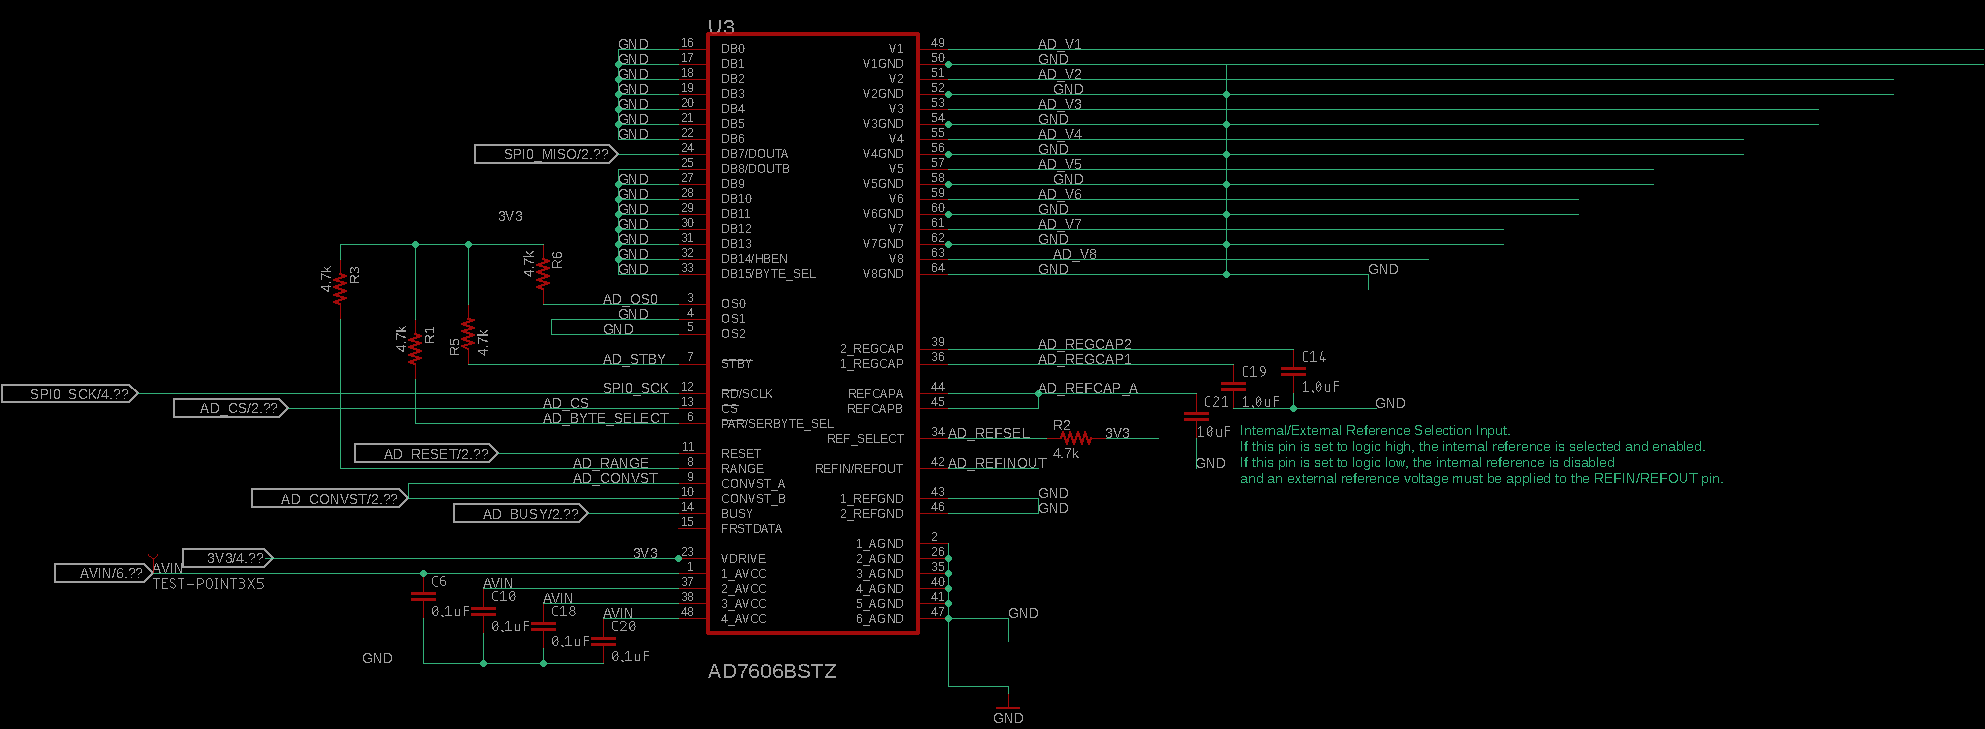 U3
GND 16 DB0 V1 49 AD_V1
GND 17 DB1 V1GND 50 GND
GND 18 DB2 V2 51 AD_V2
GND 19 DB3 V2GND 52 GND
GND 20 DB4 V3 53 AD_V3
GND 21 DB5 V3GND 54 GND
GND 22 DB6 V4 55 AD_V4
SPI0_MISO/2.?? 24 DB7/DOUTA V4GND 56 GND
25 DB8/DOUTB V5 57 AD_V5
GND 27 DB9 V5GND 58 GND
GND 28 DB10 V6 59 AD_V6
GND 29 DB11 V6GND 60 GND
3V3
GND 30 DB12 V7 61 AD_V7
GND 31 DB13 V7GND 62 GND
GND 32 DB14/HBEN V8 63 AD_V8
GND 33 DB15/BYTE_SEL V8GND 64 GND GND
4.7k R3
4.7k R6
AD_OS0 3 OS0
GND 4 OS1
GND 5 OS2
4.7k R1
R5 4.7k
2_REGCAP 39 AD_REGCAP2
AD_STBY 7 STBY 1_REGCAP 36 AD_REGCAP1
C14
1.0uF
C19
1.0uF
GND
SPI0_SCK/4.?? SPI0_SCK 12 RD/SCLK REFCAPA 44 AD_REFCAP_A
AD_CS/2.?? AD_CS 13 CS REFCAPB 45
C21
10uF
GND
AD_BYTE_SELECT 6 PAR/SERBYTE_SEL
REF_SELECT 34 AD_REFSEL R2 4.7k 3V3
Internal/External Reference Selection Input.
If this pin is set to logic high, the internal reference is selected and enabled.
If this pin is set to logic low, the internal reference is disabled
and an external reference voltage must be applied to the REFIN/REFOUT pin.
AD_RESET/2.?? 11 RESET
AD_RANGE 8 RANGE REFIN/REFOUT 42 AD_REFINOUT
AD_CONVST 9 CONVST_A
AD_CONVST/2.?? 10 CONVST_B 1_REFGND 43 GND
AD_BUSY/2.?? 14 BUSY 2_REFGND 46 GND
15 FRSTDATA
1_AGND 2
3V3/4.?? 3V3 23 VDRIVE 2_AGND 26
AVIN/6.?? AVIN 1 1_AVCC 3_AGND 35
TEST-POINT3X5
AVIN 37 2_AVCC 4_AGND 40
AVIN 38 3_AVCC 5_AGND 41
AVIN 48 4_AVCC 6_AGND 47 GND
C6
0.1uF
C10
0.1uF
C18
0.1uF
C20
0.1uF
GND
AD7606BSTZ
GND